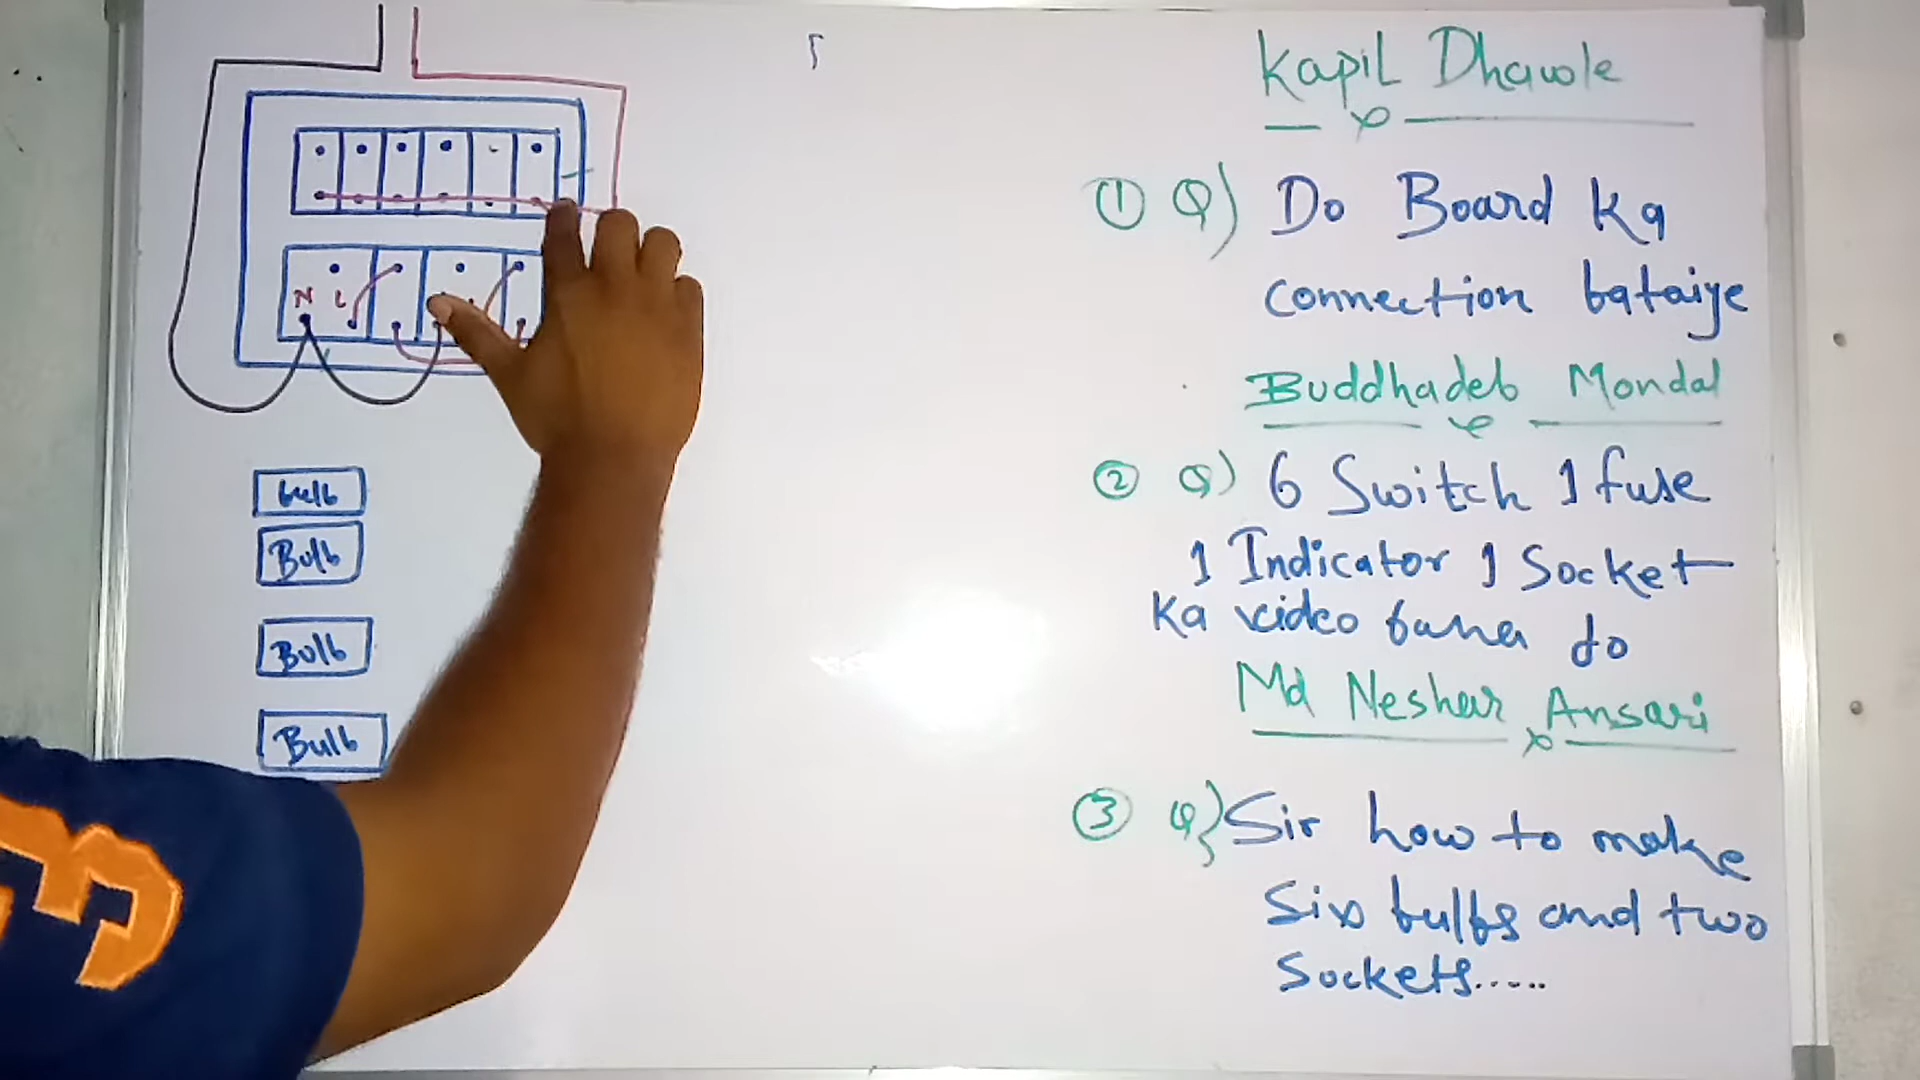 N L
Bulb
Bulb
Bulb
Bulb
Kapil Dhawole
① Q) Do Board ka
connection bataiye
Buddhadeb Mondal
② Q) 6 Switch 1 fuse
1 Indicator 1 Socket
ka video bana do
Md Neshar Ansari
③ Q} Sir how to make
Six bulbs and two
Sockets.....